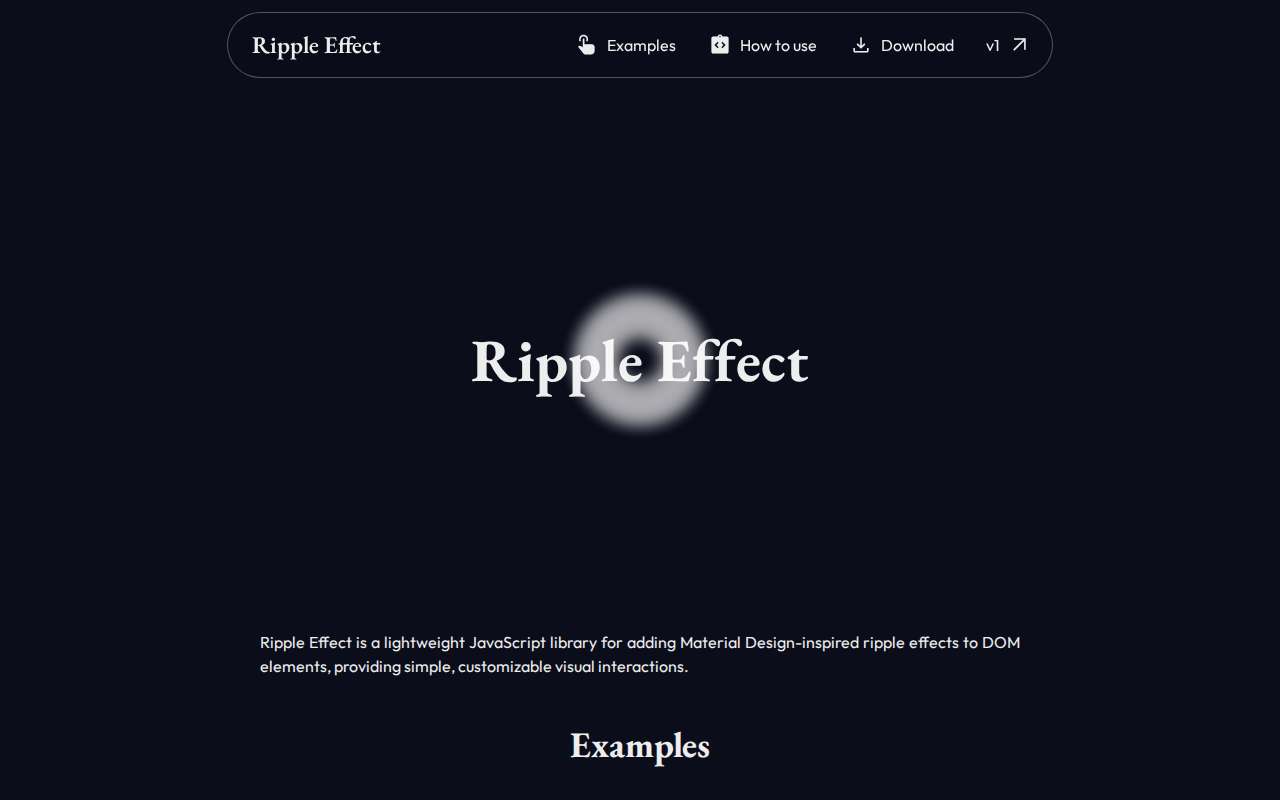 Ripple Effect
Examples
How to use
Download
v1
Ripple Effect
Ripple Effect is a lightweight JavaScript library for adding Material Design-inspired ripple effects to DOM
elements, providing simple, customizable visual interactions.
Examples